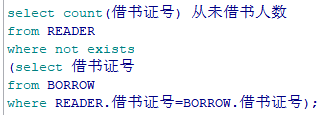 select count(借书证号) 从未借书人数
from READER
where not exists
(select 借书证号
from BORROW
where READER.借书证号=BORROW.借书证号);